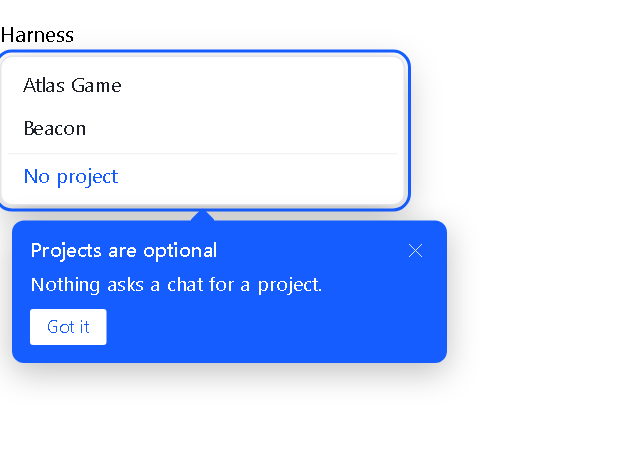 Harness
Atlas Game
Beacon
No project
Projects are optional
Nothing asks a chat for a project.
Got it